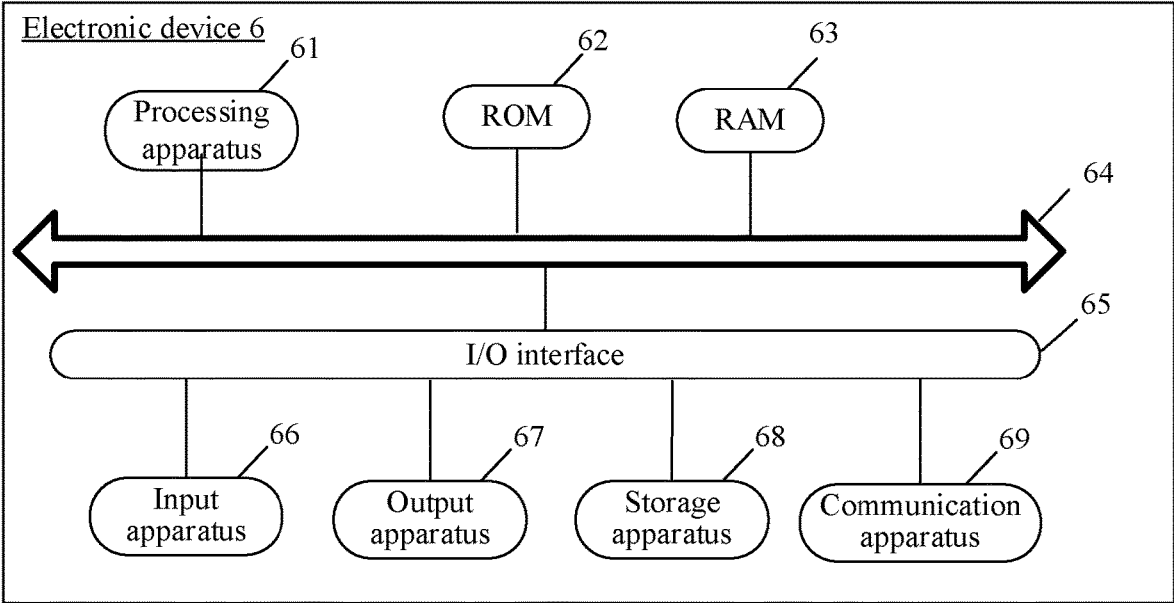 Electronic device 6
61
62
63
Processing
apparatus
ROM
RAM
64
65
I/O interface
66
67
68
69
Input
apparatus
Output
apparatus
Storage
apparatus
Communication
apparatus